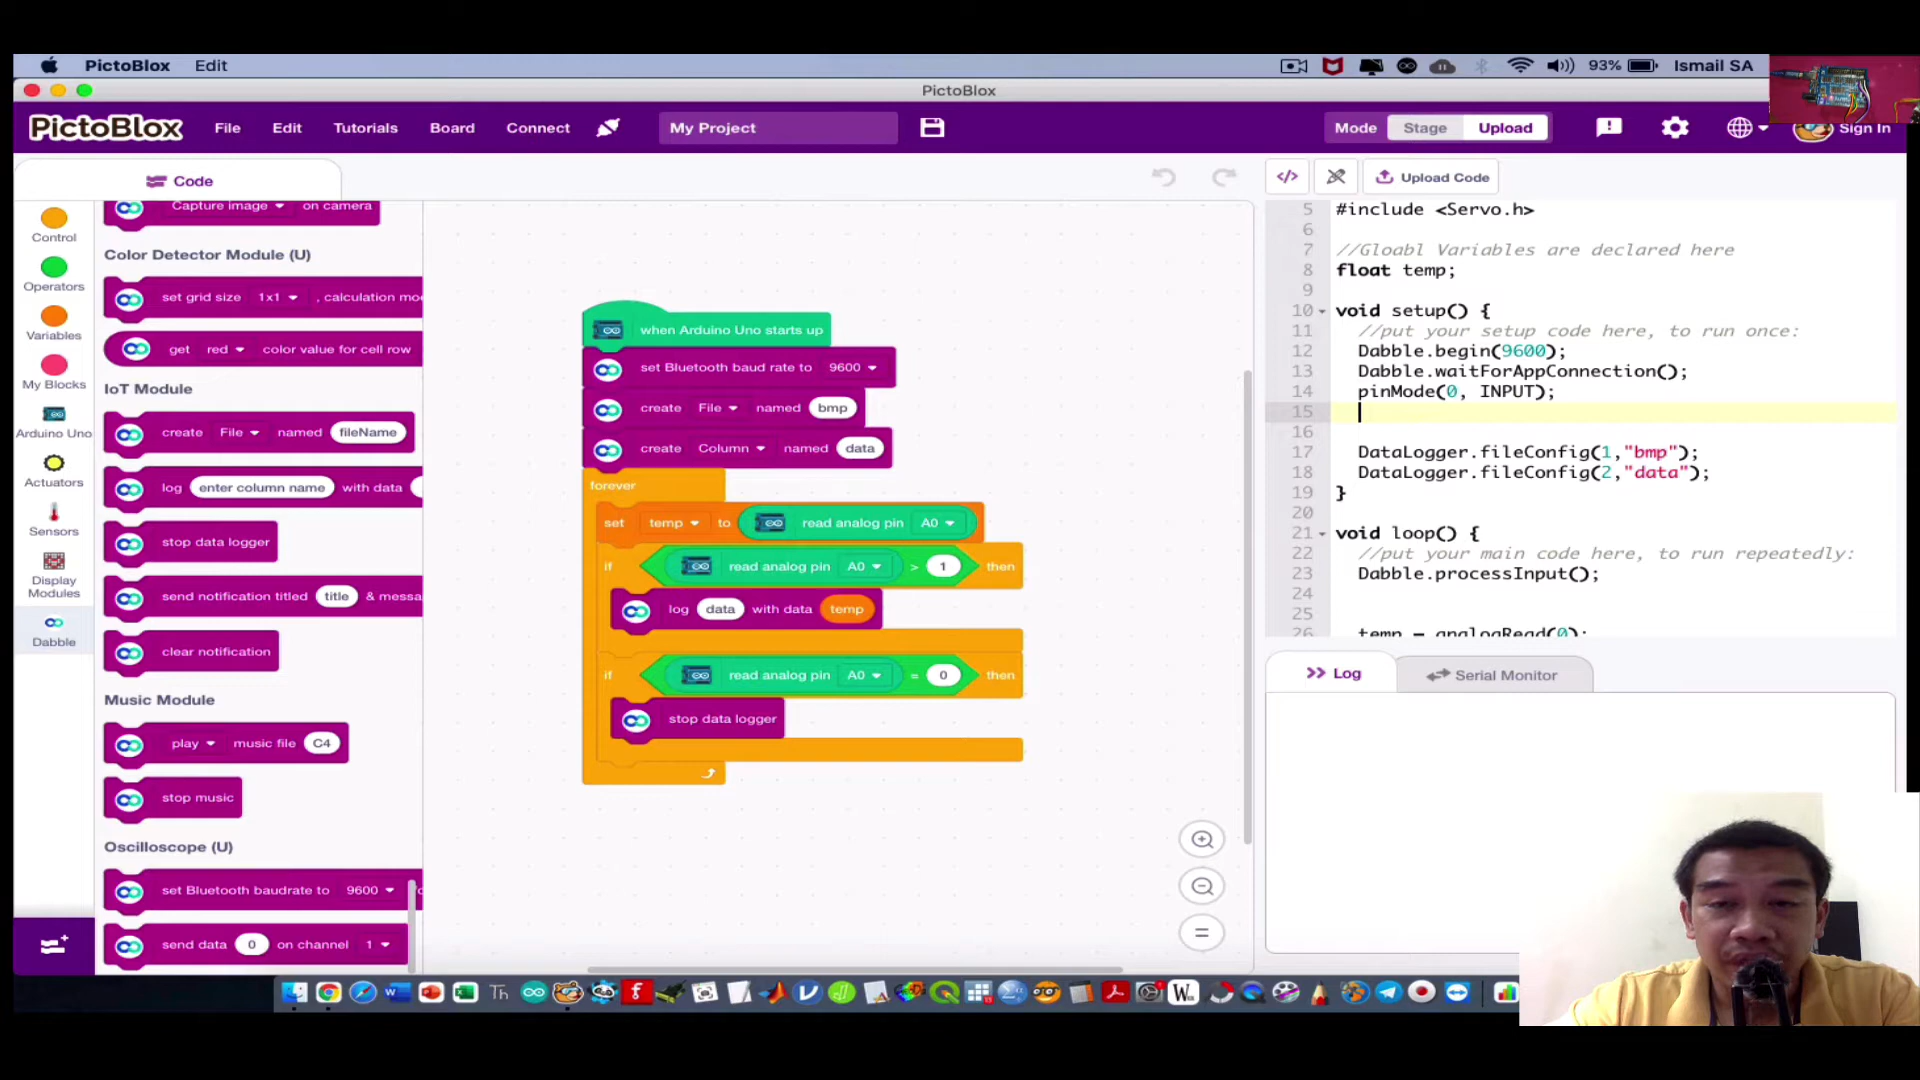 PictoBlox Edit 93% Ismail SA
PictoBlox
PictoBlox File Edit Tutorials Board Connect My Project Mode Stage Upload Sign In
Code
Upload Code
Control
Operators
Variables
My Blocks
Arduino Uno
Actuators
Sensors
Display
Modules
Dabble
Capture image on camera
Color Detector Module (U)
set grid size 1x1 , calculation mo
get red color value for cell row
IoT Module
create File named fileName
log enter column name with data
stop data logger
send notification titled title & messa
clear notification
Music Module
play music file C4
stop music
Oscilloscope (U)
set Bluetooth baudrate to 9600
send data 0 on channel 1
when Arduino Uno starts up
set Bluetooth baud rate to 9600
create File named bmp
create Column named data
forever
set temp to read analog pin A0
if read analog pin A0 > 1 then
log data with data temp
if read analog pin A0 = 0 then
stop data logger
5 #include <Servo.h>
6
7 //Gloabl Variables are declared here
8 float temp;
9
10 void setup() {
11 //put your setup code here, to run once:
12 Dabble.begin(9600);
13 Dabble.waitForAppConnection();
14 pinMode(0, INPUT);
15
16
17 DataLogger.fileConfig(1,"bmp");
18 DataLogger.fileConfig(2,"data");
19 }
20
21 void loop() {
22 //put your main code here, to run repeatedly:
23 Dabble.processInput();
24
25
26 temp = analogRead(0);
Log Serial Monitor